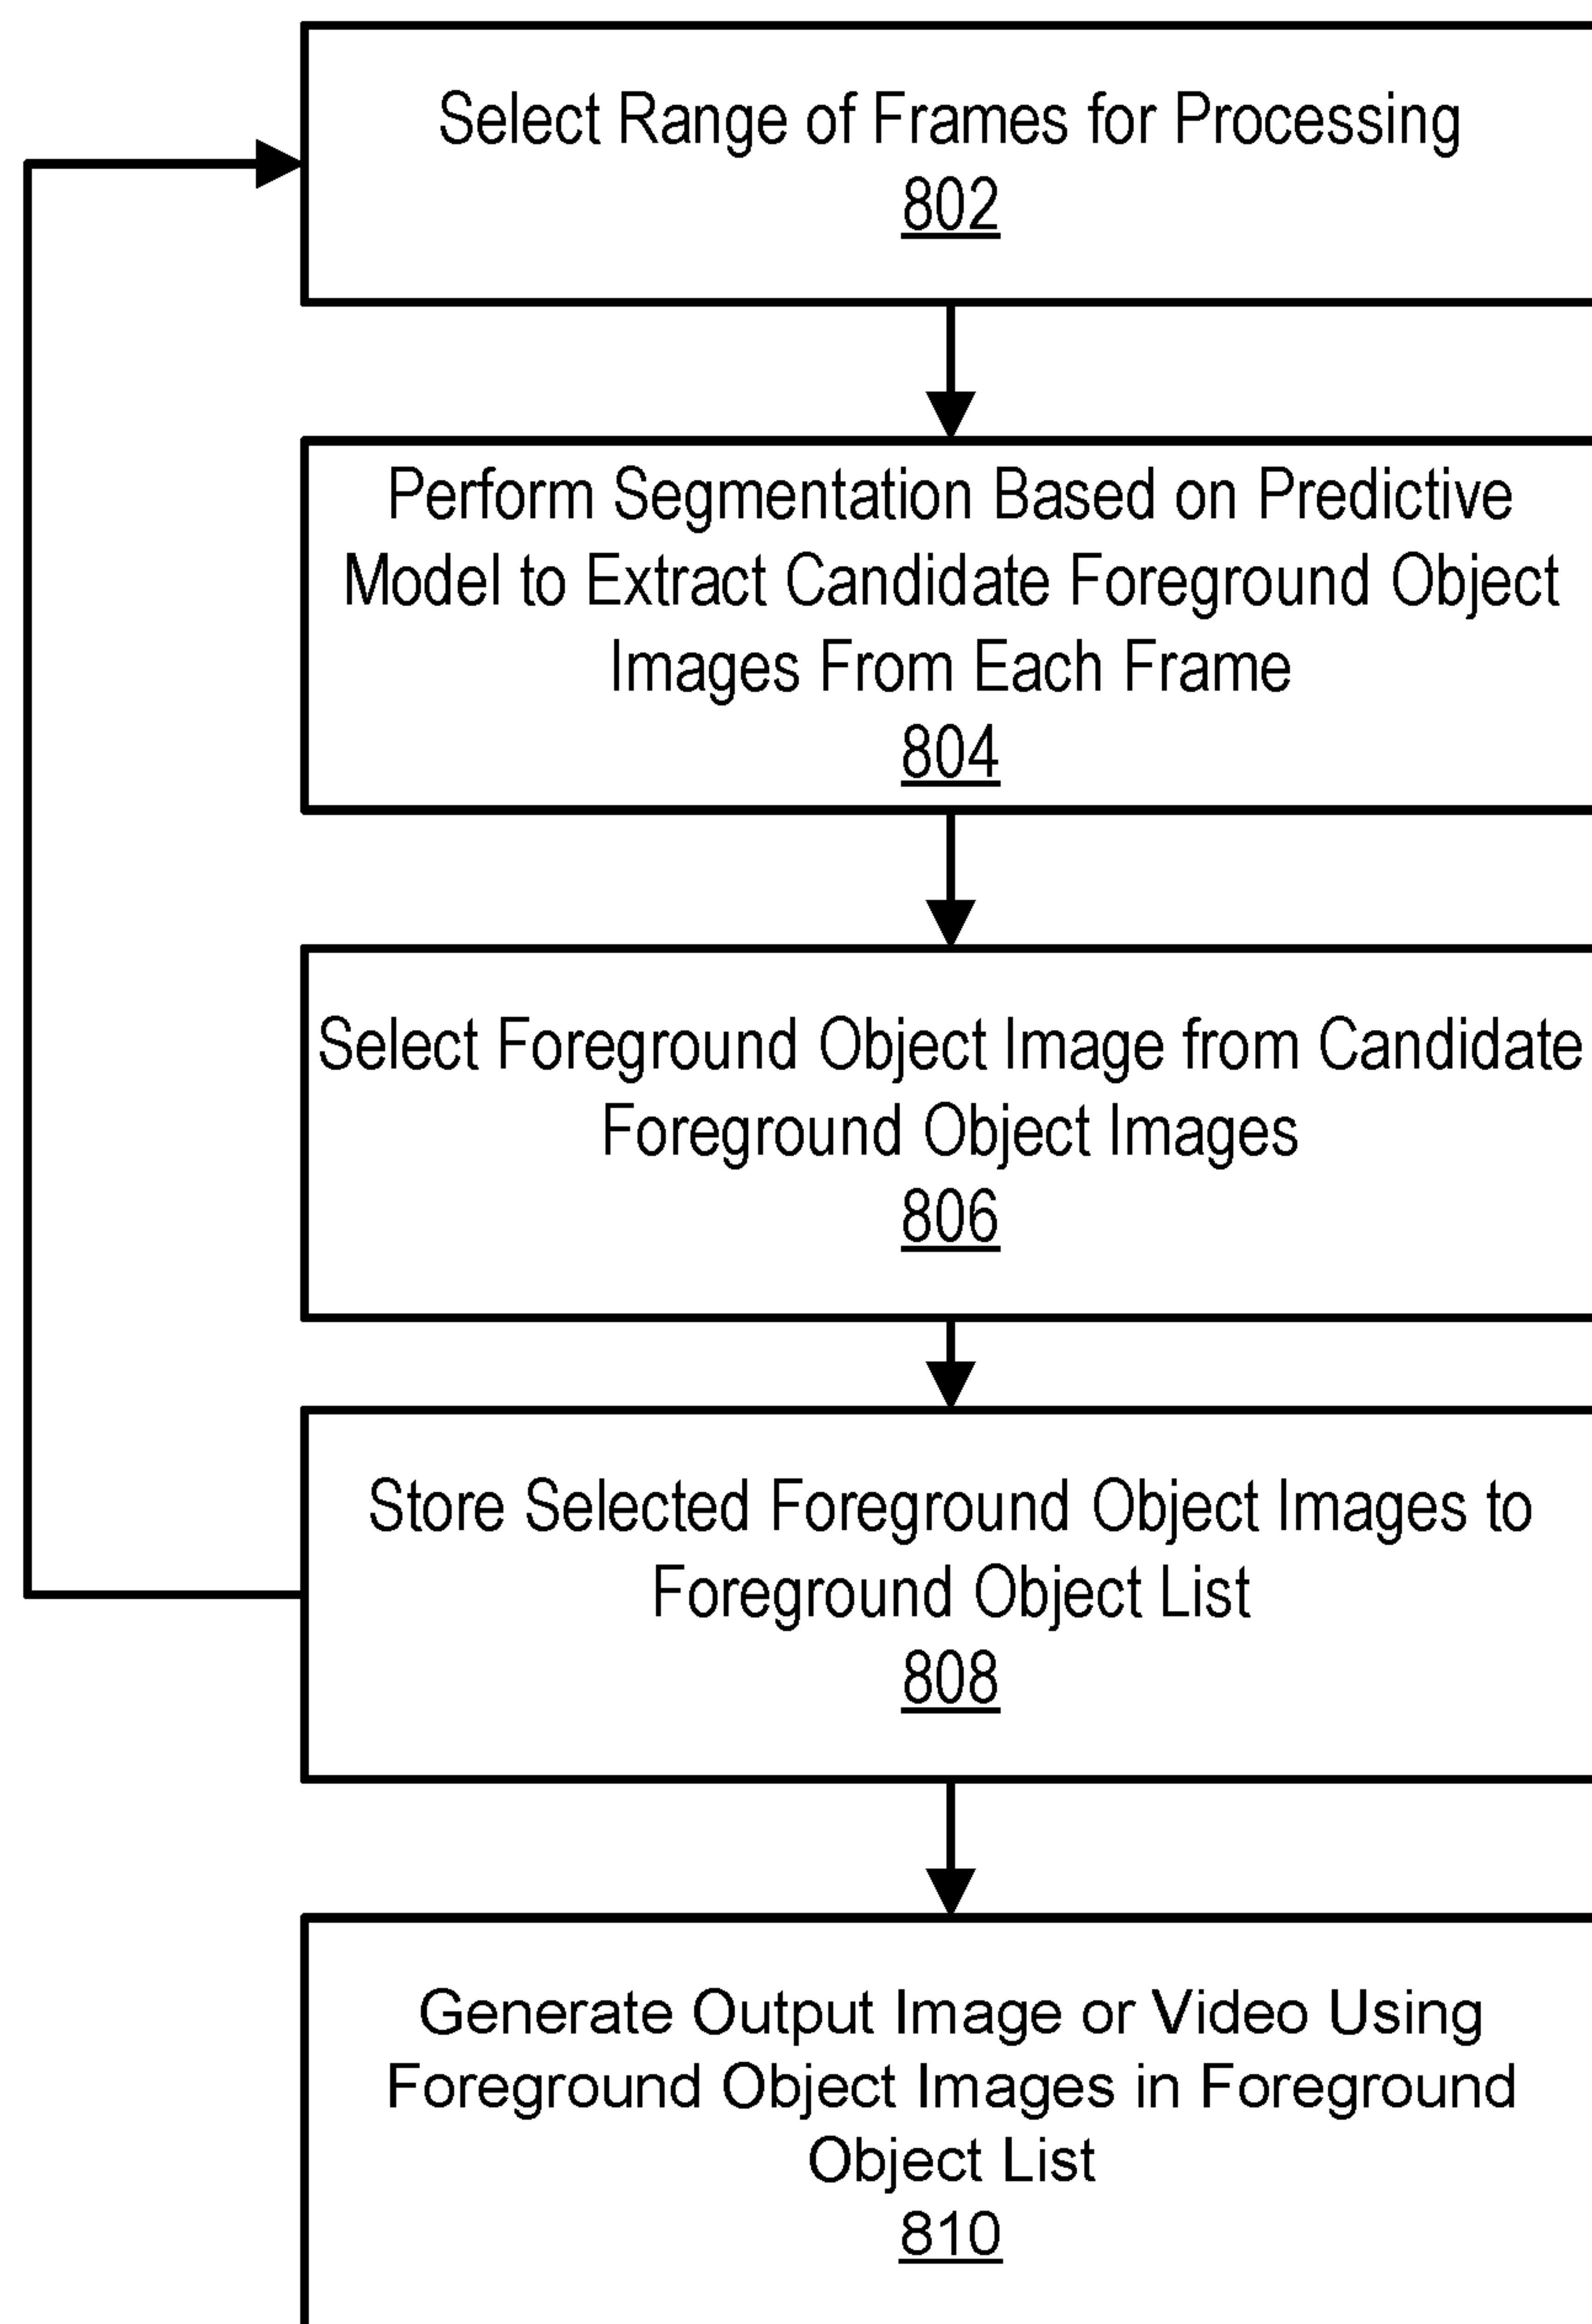 Select Range of Frames for Processing
802
Perform Segmentation Based on Predictive
Model to Extract Candidate Foreground Object
Images From Each Frame
804
Select Foreground Object Image from Candidate
Foreground Object Images
806
Store Selected Foreground Object Images to
Foreground Object List
808
Generate Output Image or Video Using
Foreground Object Images in Foreground
Object List
810